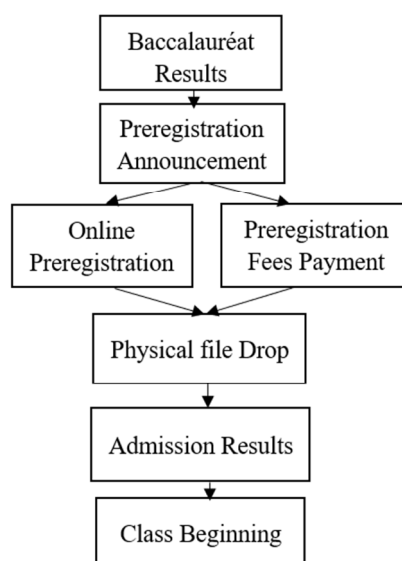 Baccalauréat
Results
Preregistration
Announcement
Online
Preregistration
Preregistration
Fees Payment
Physical file Drop
Admission Results
Class Beginning